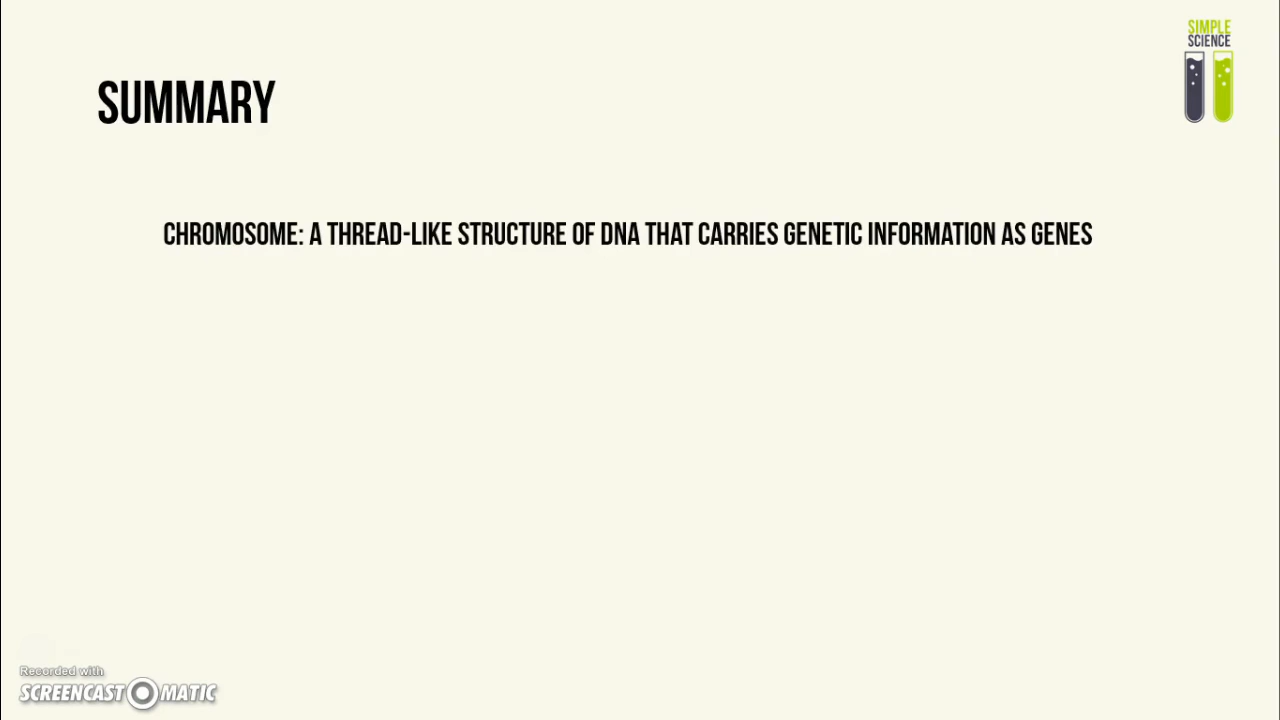 SIMPLE
SCIENCE
SUMMARY
CHROMOSOME: A THREAD-LIKE STRUCTURE OF DNA THAT CARRIES GENETIC INFORMATION AS GENES
Recorded with
SCREENCAST MATIC